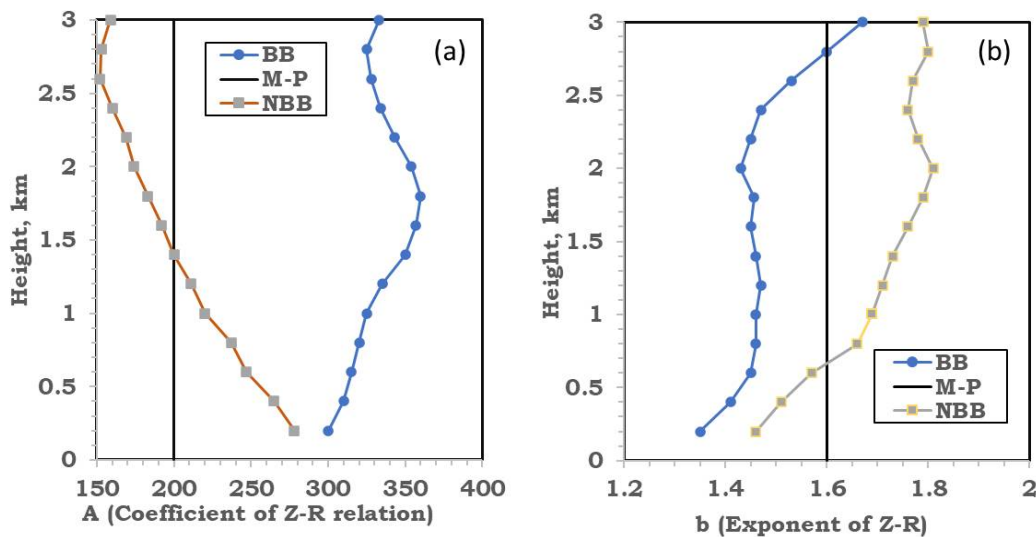 3
2.5
2
1.5
1
0.5
0
Height, km
BB
M-P
NBB
(a)
150 200 250 300 350 400
A (Coefficient of Z-R relation)
3
2.5
2
1.5
1
0.5
0
Height, km
(b)
BB
M-P
NBB
1.2 1.4 1.6 1.8 2
b (Exponent of Z-R)